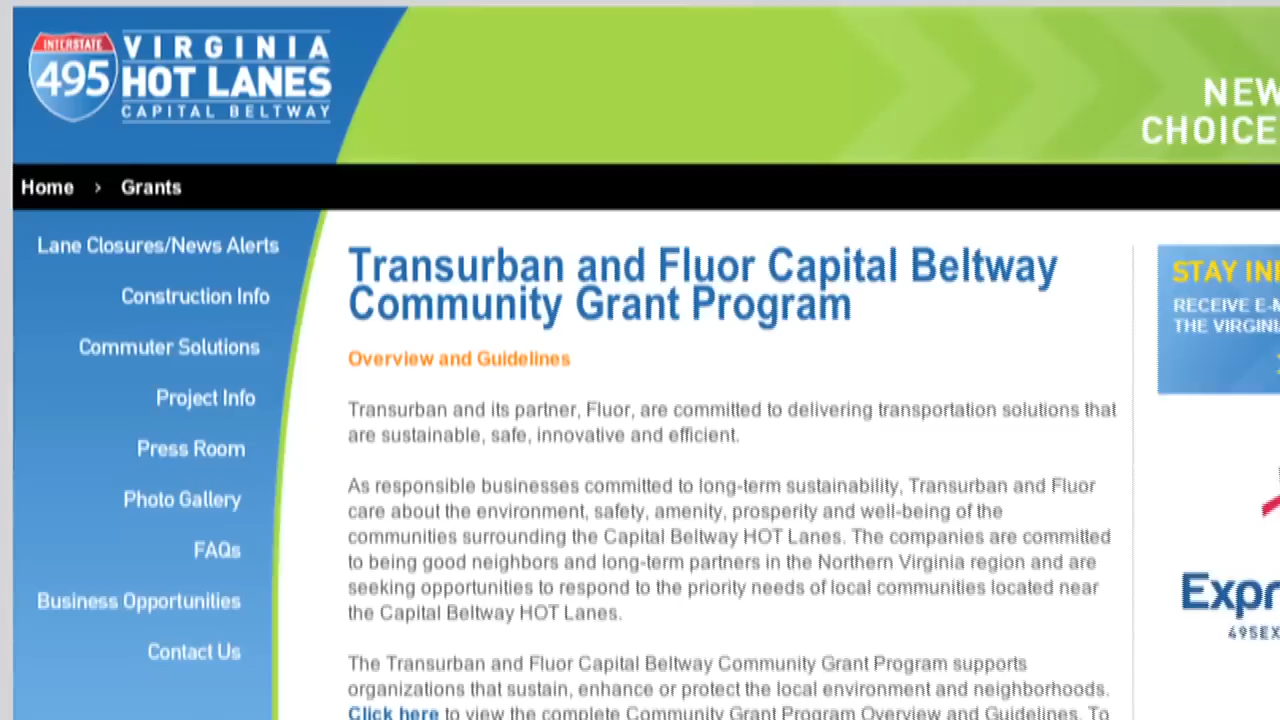 INTERSTATE
495
VIRGINIA
HOT LANES
CAPITAL BELTWAY
NEW
CHOICE
Home > Grants
Lane Closures/News Alerts
Construction Info
Commuter Solutions
Project Info
Press Room
Photo Gallery
FAQs
Business Opportunities
Contact Us
Transurban and Fluor Capital Beltway
Community Grant Program
Overview and Guidelines
Transurban and its partner, Fluor, are committed to delivering transportation solutions that
are sustainable, safe, innovative and efficient.
As responsible businesses committed to long-term sustainability, Transurban and Fluor
care about the environment, safety, amenity, prosperity and well-being of the
communities surrounding the Capital Beltway HOT Lanes. The companies are committed
to being good neighbors and long-term partners in the Northern Virginia region and are
seeking opportunities to respond to the priority needs of local communities located near
the Capital Beltway HOT Lanes.
The Transurban and Fluor Capital Beltway Community Grant Program supports
organizations that sustain, enhance or protect the local environment and neighborhoods.
Click here to view the complete Community Grant Program Overview and Guidelines. To
STAY
RECEIVE
THE